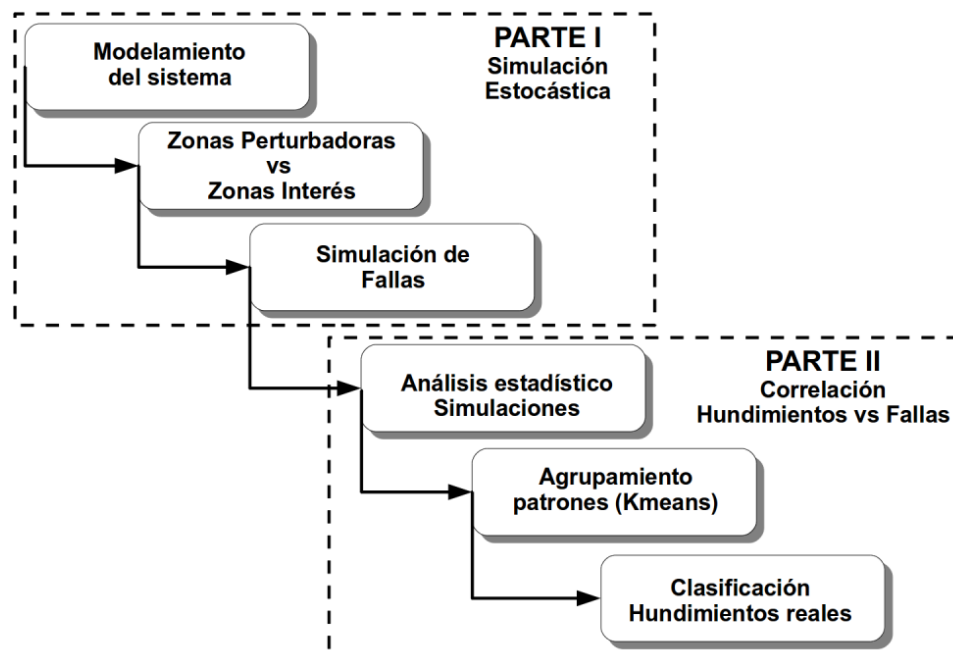 PARTE I
Simulación
Estocástica
Modelamiento
del sistema
Zonas Perturbadoras
vs
Zonas Interés
Simulación de
Fallas
PARTE II
Correlación
Hundimientos vs Fallas
Análisis estadístico
Simulaciones
Agrupamiento
patrones (Kmeans)
Clasificación
Hundimientos reales